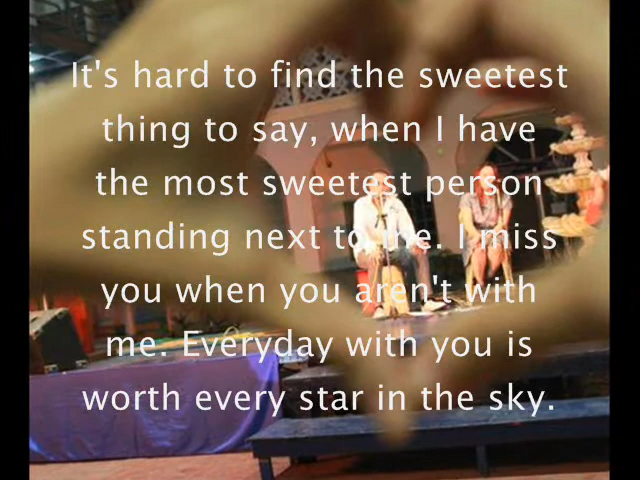 It's hard to find the sweetest
thing to say, when I have
the most sweetest person
standing next to me. I miss
you when you aren't with
me. Everyday with you is
worth every star in the sky.